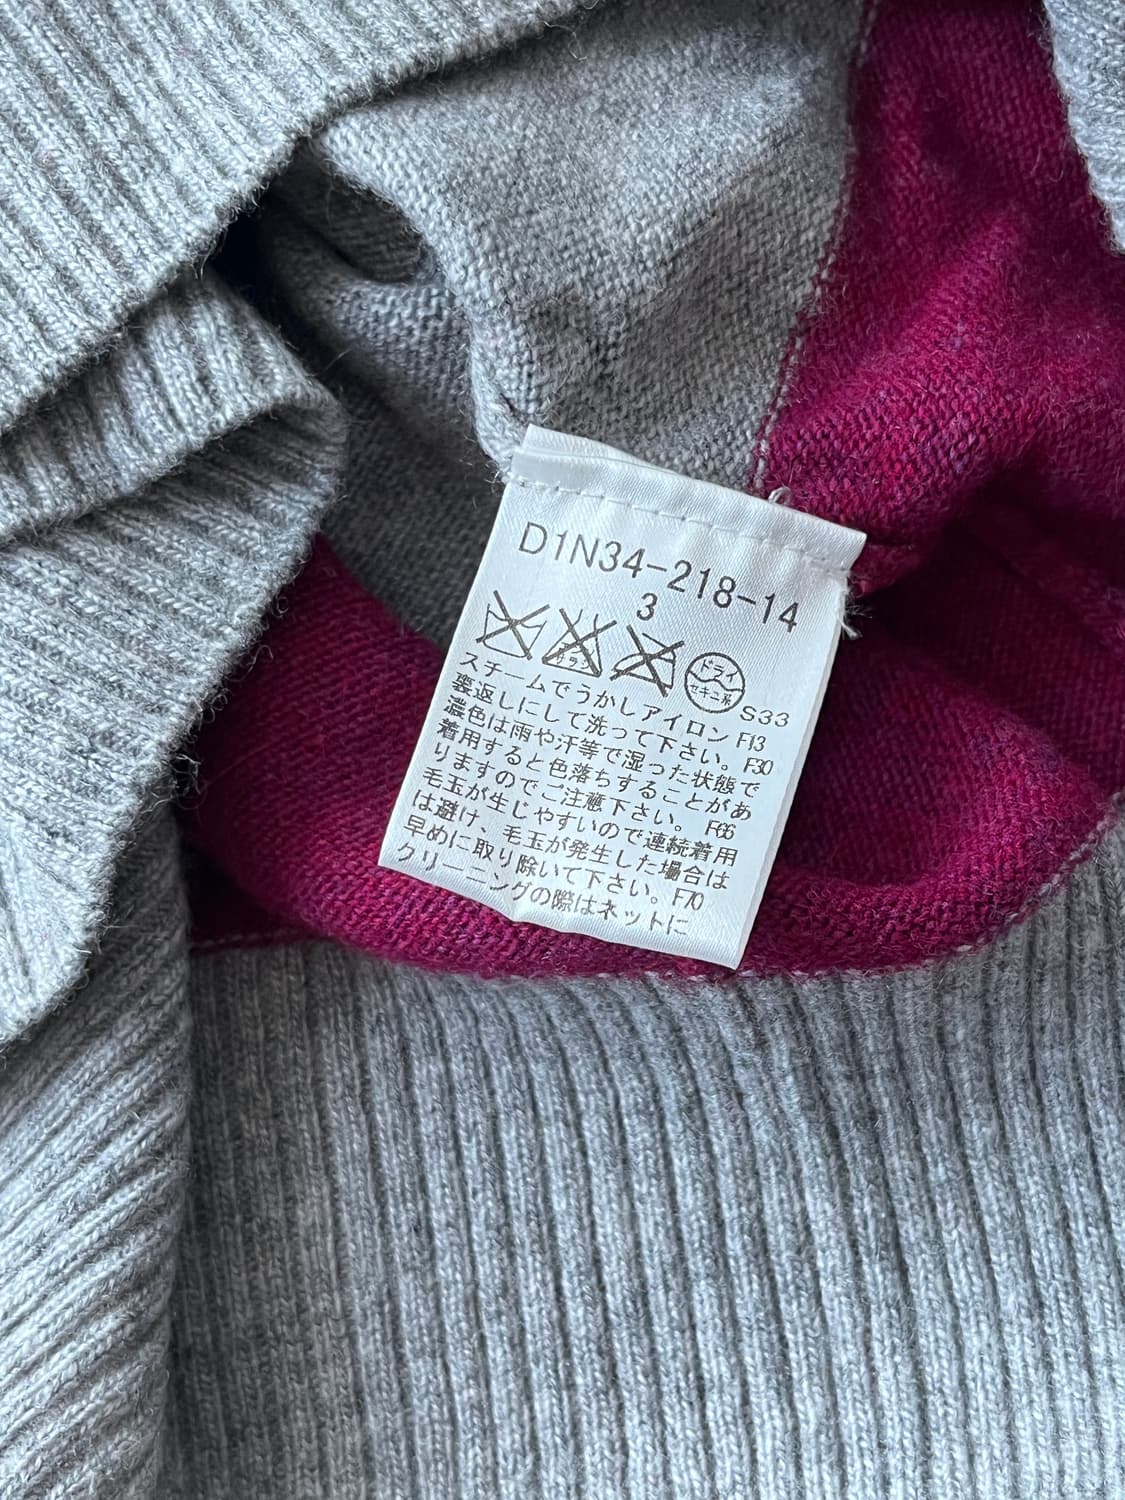 D1N34-218-14
3
エンソサラシ
ドライ
セキユ系
S33
スチームでうかしアイロン F13
裏返しにして洗って下さい。 F30
濃色は雨や汗等で湿った状態で
着用すると色落ちすることがあ
りますのでご注意下さい。 F66
毛玉が生じやすいので連続着用
は避け、毛玉が発生した場合は
早めに取り除いて下さい。 F70
クリーニングの際はネットに